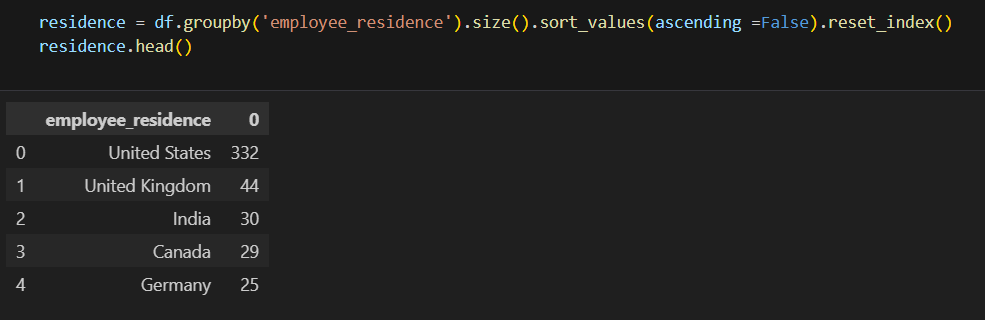 residence = df.groupby('employee_residence').size().sort_values(ascending =False).reset_index()
residence.head()
employee_residence 0
0 United States 332
1 United Kingdom 44
2 India 30
3 Canada 29
4 Germany 25